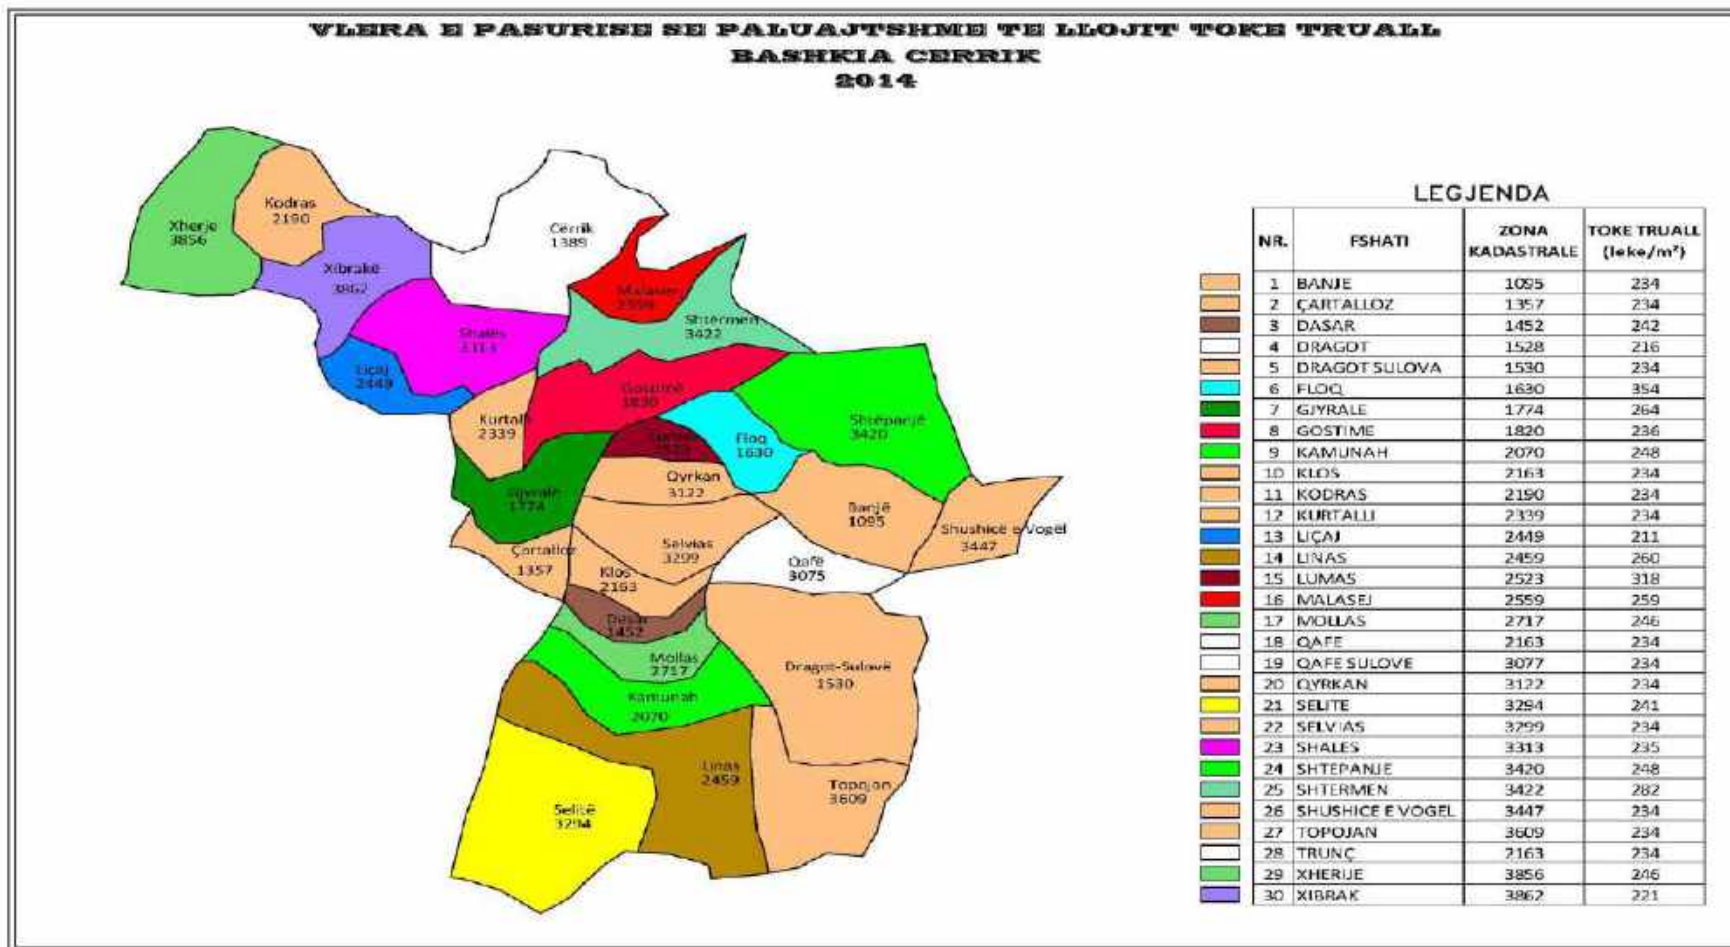 VLERA E PASURISE SE PALUAJTSHME TE LLOJIT TOKE TRUALL
BASHKIA CERRIK
2014
Kodras
2190
Xherje
3856
Cërrik
1389
Xibrakë
3862
Malasej
2559
Shtërmen
3422
Shalës
3313
Liçaj
2449
Gostimë
1820
Kurtalli
2339
Shtëpanjë
3420
Floq
1630
2523
Qyrkan
3122
Gjyralë
1774
Banjë
1095
Shushicë e Vogël
3447
Selvias
3299
Çartalloz
1357
Qafë
3075
Klos
2163
Dasar
1452
Mollas
2717
Dragot-Sulovë
1530
Kamunah
2070
Linas
2459
Topojan
3609
Selitë
3294
LEGJENDA
NR. FSHATI ZONA KADASTRALE TOKE TRUALL (leke/m²)
1 BANJE 1095 234
2 ÇARTALLOZ 1357 234
3 DASAR 1452 242
4 DRAGOT 1528 216
5 DRAGOT SULOVA 1530 234
6 FLOQ 1630 354
7 GJYRALE 1774 264
8 GOSTIME 1820 236
9 KAMUNAH 2070 248
10 KLOS 2163 234
11 KODRAS 2190 234
12 KURTALLI 2339 234
13 LIÇAJ 2449 211
14 LINAS 2459 260
15 LUMAS 2523 318
16 MALASEJ 2559 259
17 MOLLAS 2717 246
18 QAFE 2163 234
19 QAFE SULOVE 3077 234
20 QYRKAN 3122 234
21 SELITE 3294 241
22 SELVIAS 3299 234
23 SHALES 3313 235
24 SHTEPANJE 3420 248
25 SHTERMEN 3422 282
26 SHUSHICE E VOGEL 3447 234
27 TOPOJAN 3609 234
28 TRUNÇ 2163 234
29 XHERIJE 3856 246
30 XIBRAK 3862 221